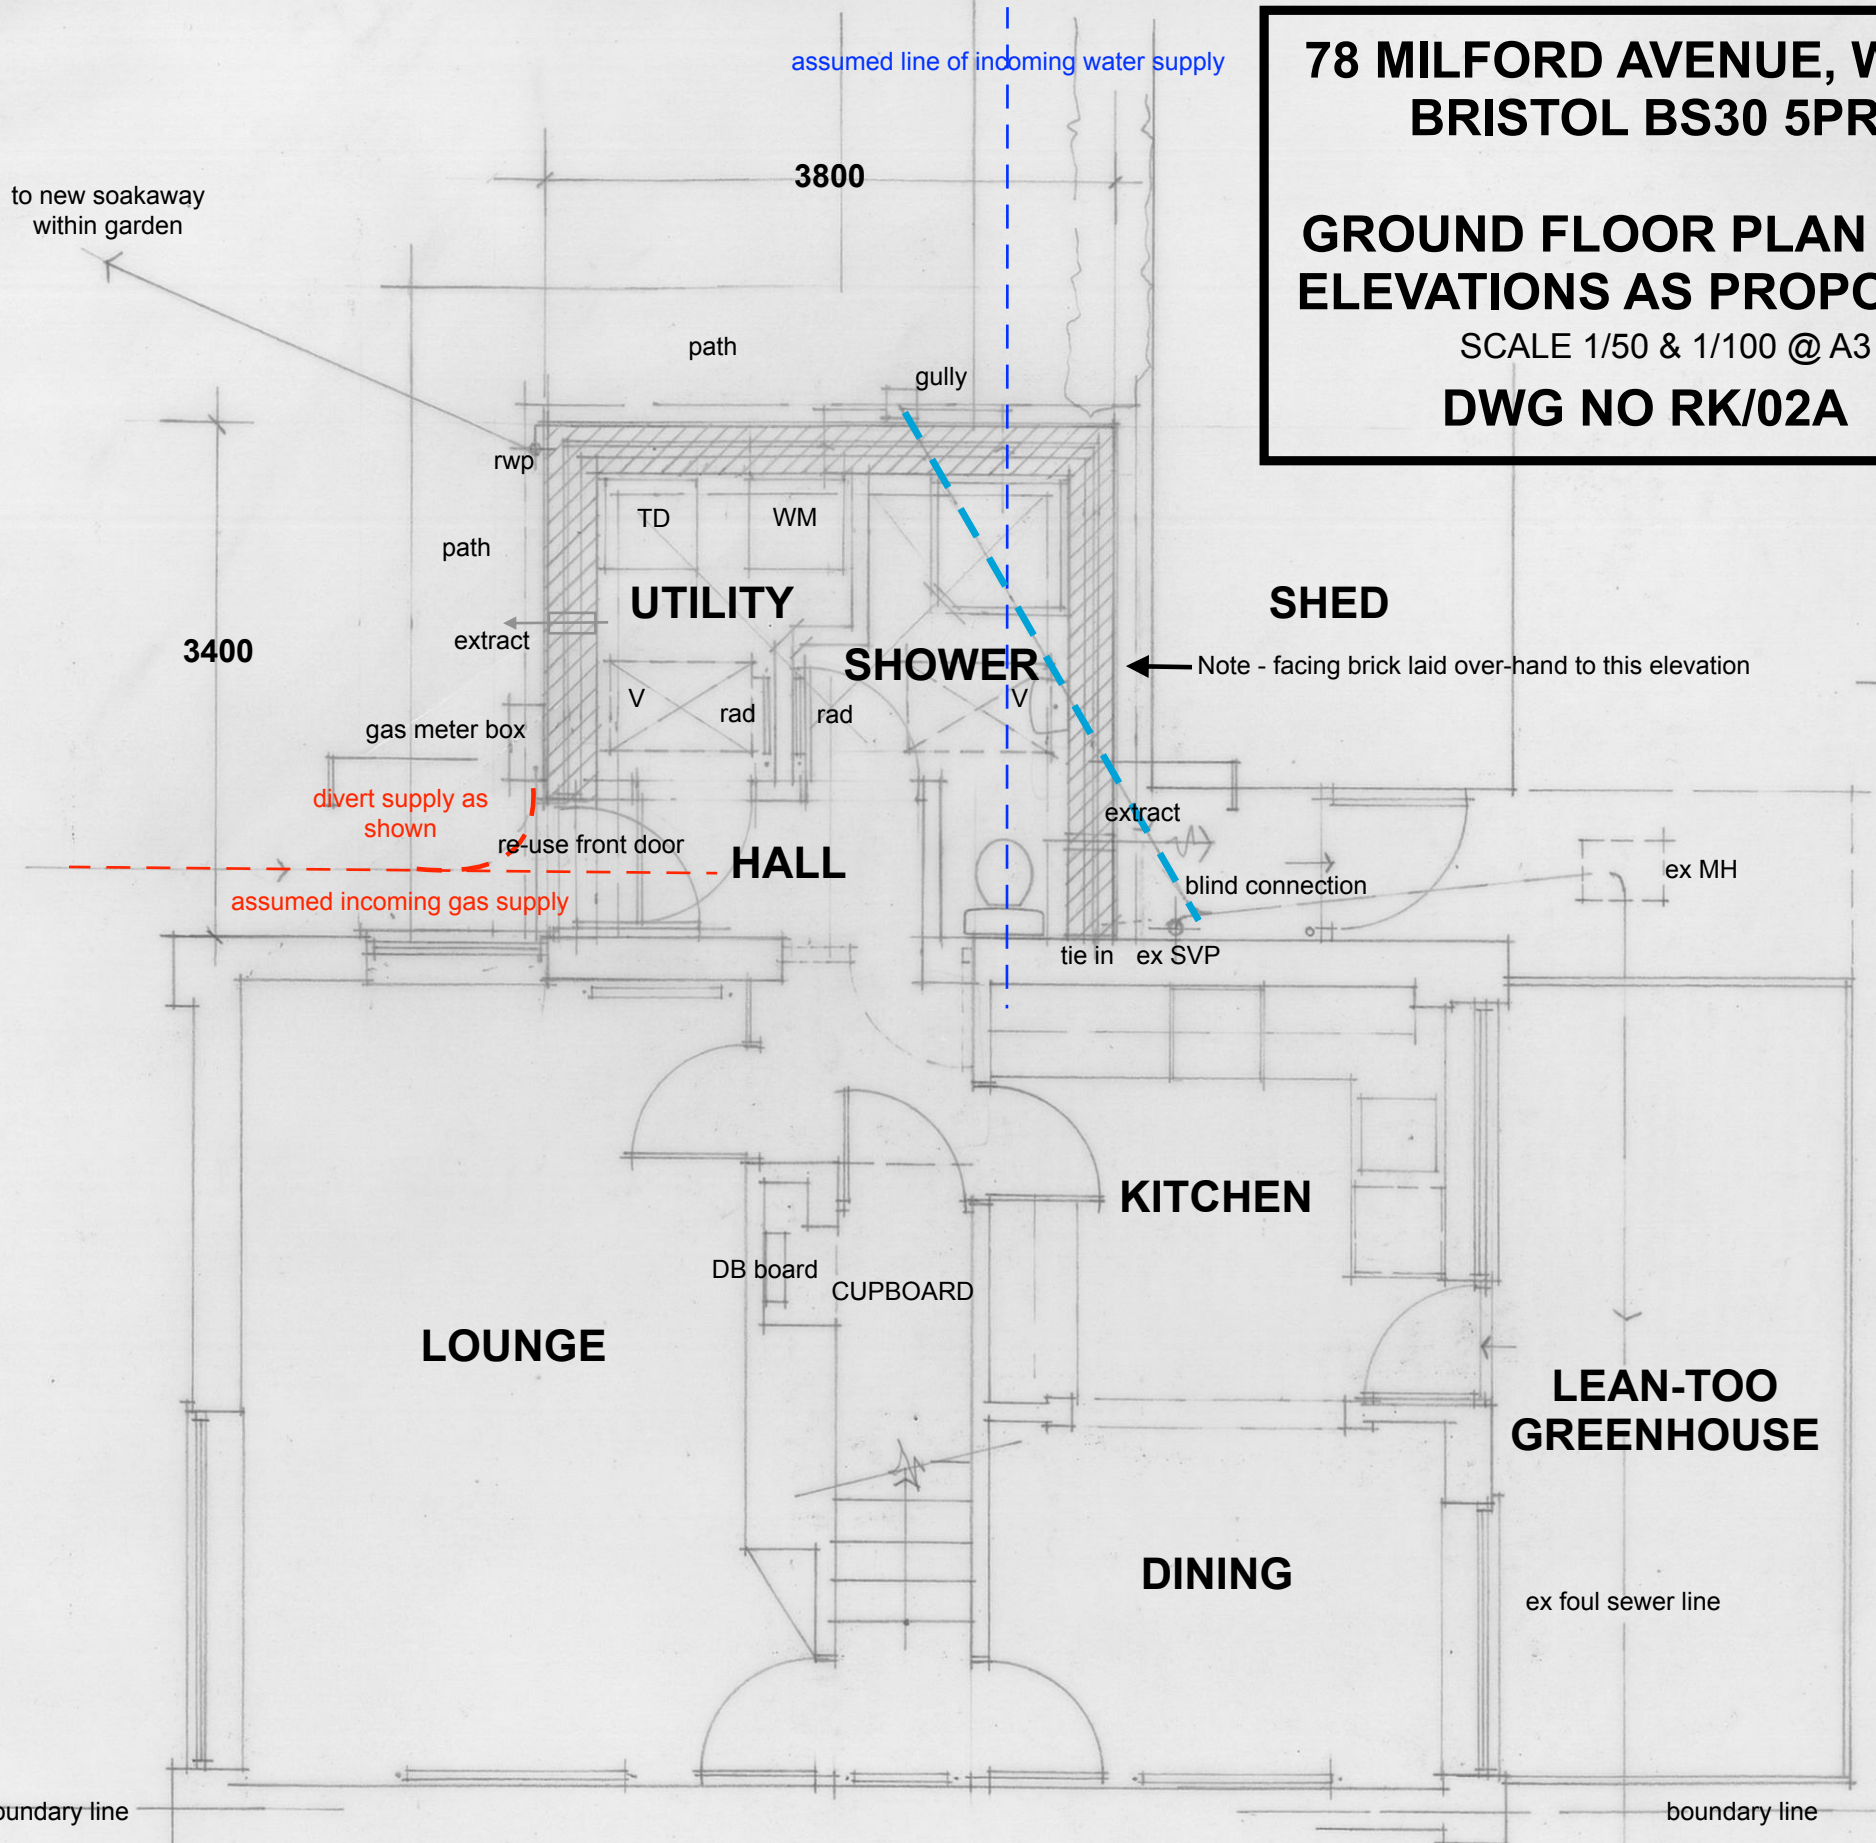 assumed line of incoming water supply
78 MILFORD AVENUE, W
BRISTOL BS30 5PR
GROUND FLOOR PLAN
ELEVATIONS AS PROPO
SCALE 1/50 & 1/100 @ A3
DWG NO RK/02A
3800
to new soakaway
within garden
path
gully
rwp
TD
WM
path
UTILITY
SHED
extract
3400
SHOWER
Note - facing brick laid over-hand to this elevation
V
rad
rad
V
gas meter box
divert supply as
shown
extract
re-use front door
HALL
blind connection
ex MH
assumed incoming gas supply
tie in
ex SVP
KITCHEN
DB board
CUPBOARD
LOUNGE
LEAN-TOO
GREENHOUSE
DINING
ex foul sewer line
oundary line
boundary line